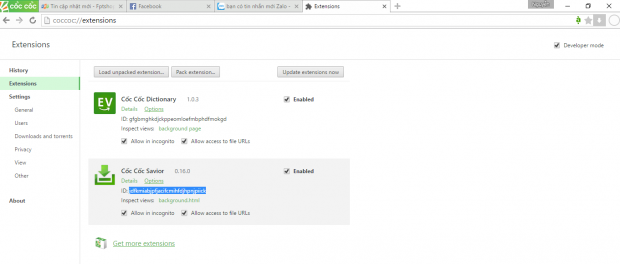 cốc cốc
Tin cập nhật mới - Fptsh
Facebook
bạn có tin nhắn mới Zalo -
Extensions
coccoc://extensions
Extensions
Developer mode
History
Extensions
Settings
General
Users
Downloads and torrents
Privacy
View
Other
About
Load unpacked extension...
Pack extension...
Update extensions now
Cốc Cốc Dictionary 1.0.3
Enabled
Details Options
ID:
Inspect views: background page
Allow in incognito
Allow access to file URLs
Cốc Cốc Savior 0.16.0
Enabled
Details Options
ID:
Inspect views: background.html
Allow in incognito
Allow access to file URLs
Get more extensions